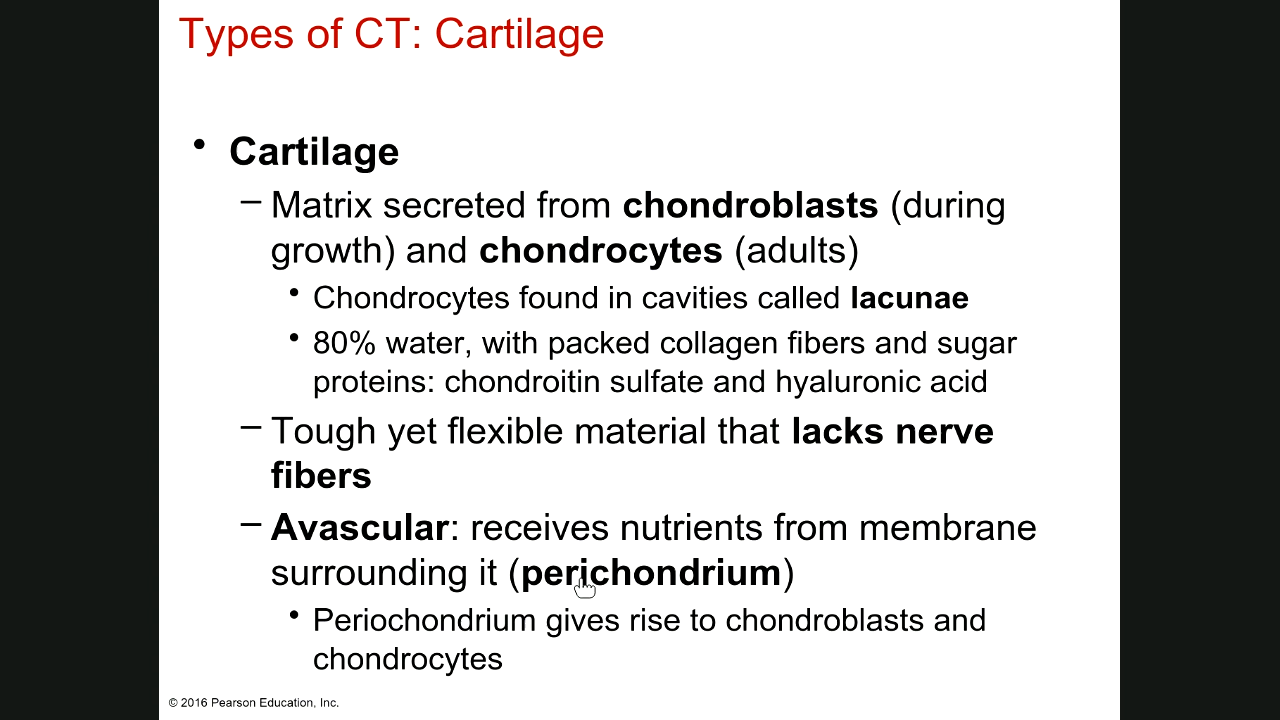 Types of CT: Cartilage
• Cartilage
– Matrix secreted from chondroblasts (during
growth) and chondrocytes (adults)
• Chondrocytes found in cavities called lacunae
• 80% water, with packed collagen fibers and sugar
proteins: chondroitin sulfate and hyaluronic acid
– Tough yet flexible material that lacks nerve
fibers
– Avascular: receives nutrients from membrane
surrounding it (perichondrium)
• Periochondrium gives rise to chondroblasts and
chondrocytes
© 2016 Pearson Education, Inc.